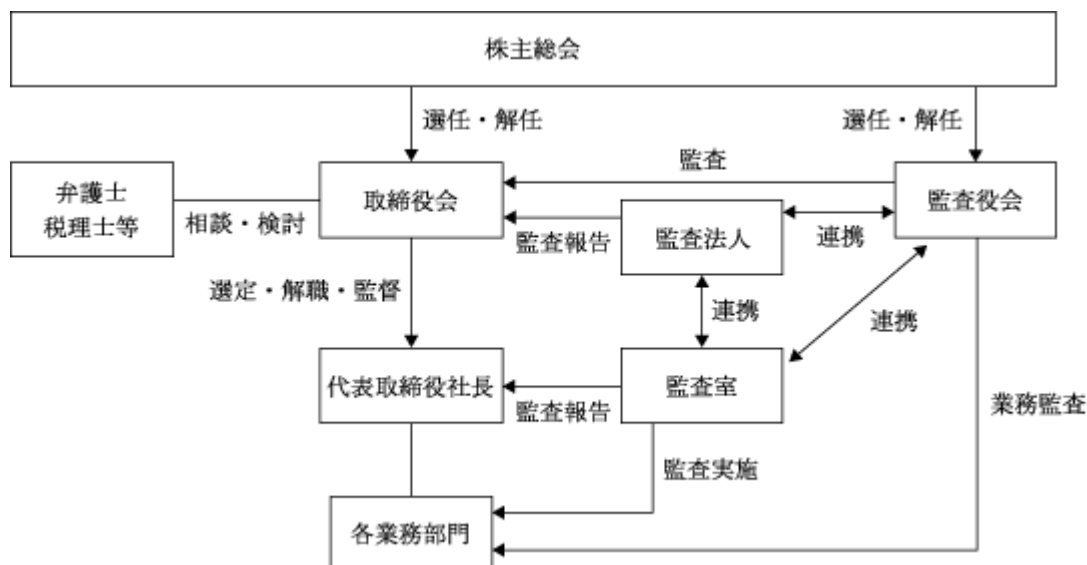 株主総会
選任・解任
選任・解任
監査
弁護士
税理士等
相談・検討
取締役会
監査役会
監査報告
監査法人
連携
選定・解職・監督
連携
連携
代表取締役社長
監査報告
監査室
業務監査
監査実施
各業務部門